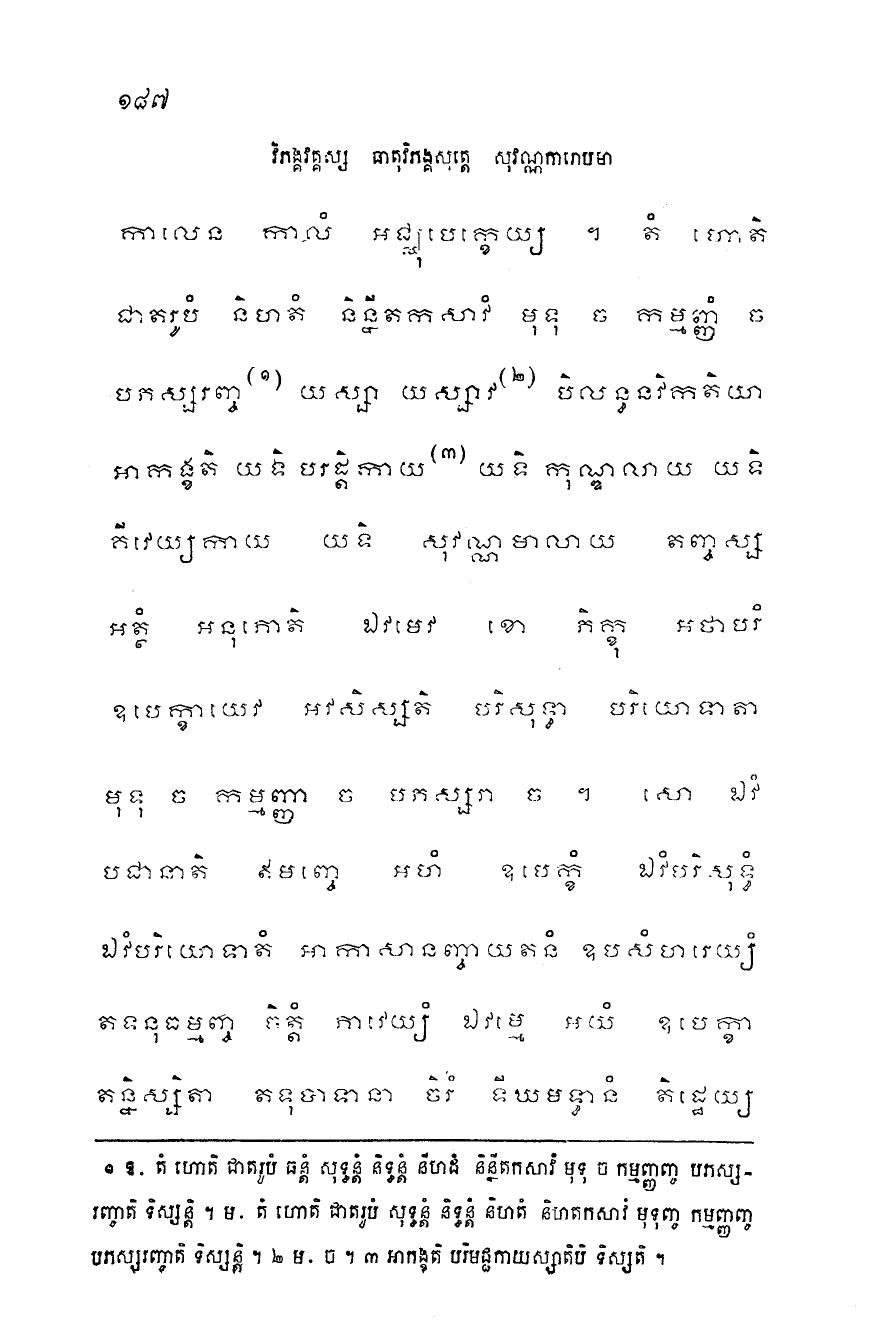 ១៨៧
វិភង្គវគ្គស្ស ធាតុវិភង្គសុត្តេ សុវណ្ណការោបមា
កាលេន កាលំ អជ្ឈុបេក្ខេយ្យ ។ តំ ហោតិ
ជាតរូបំ និហតំ និន្នីតកសាវំ មុទុ ច កម្មញ្ញំ ច
បភស្សរញ្ច(១) យស្សា យស្សាវ(២) បិលន្ធនវិកតិយា
អាកង្ខតិ យទិ បវដ្ដិកាយ(៣) យទិ កុណ្ឌលាយ យទិ
គីវេយ្យកាយ យទិ សុវណ្ណមាលាយ តញ្ចស្ស
អត្ថំ អនុភោតិ ឯវមេវ ខោ ភិក្ខុ អថាបរំ
ឧបេក្ខាយេវ អវសិស្សតិ បរិសុទ្ធា បរិយោទាតា
មុទុ ច កម្មញ្ញា ច បភស្សរា ច ។ សោ ឯវំ
បជានាតិ ឥមញ្ចេ អហំ ឧបេក្ខំ ឯវំបរិសុទ្ធំ
ឯវំបរិយោទាតំ អាកាសានញ្ចាយតនំ ឧបសំហរេយ្យំ
តទនុធម្មញ្ច ចិត្តំ ភាវេយ្យំ ឯវម្មេ អយំ ឧបេក្ខា
តន្និស្សិតា តទុបាទានា ចិរំ ទីឃមទ្ធានំ តិដ្ឋេយ្យ
១ ឱ. តំ ហោតិ ជាតរូបំ ធន្តំ សុទ្ធន្តំ និទ្ធន្តំ នីហដំ និន្នីតកសាវំ មុទុ ច កម្មញ្ញញ្ច បភស្ស-
រញ្ចាតិ ទិស្សន្តិ ។ ម. តំ ហោតិ ជាតរូបំ សុទ្ធន្តំ និទ្ធន្តំ និហតំ និហតកសាវំ មុទុញ្ច កម្មញ្ញញ្ច
បភស្សរញ្ចាតិ ទិស្សន្តិ ។ ២ ម. ច ។ ៣ អាកង្ខតិ បរិមដ្ឋកាយស្សាតិបិ ទិស្សតិ ។